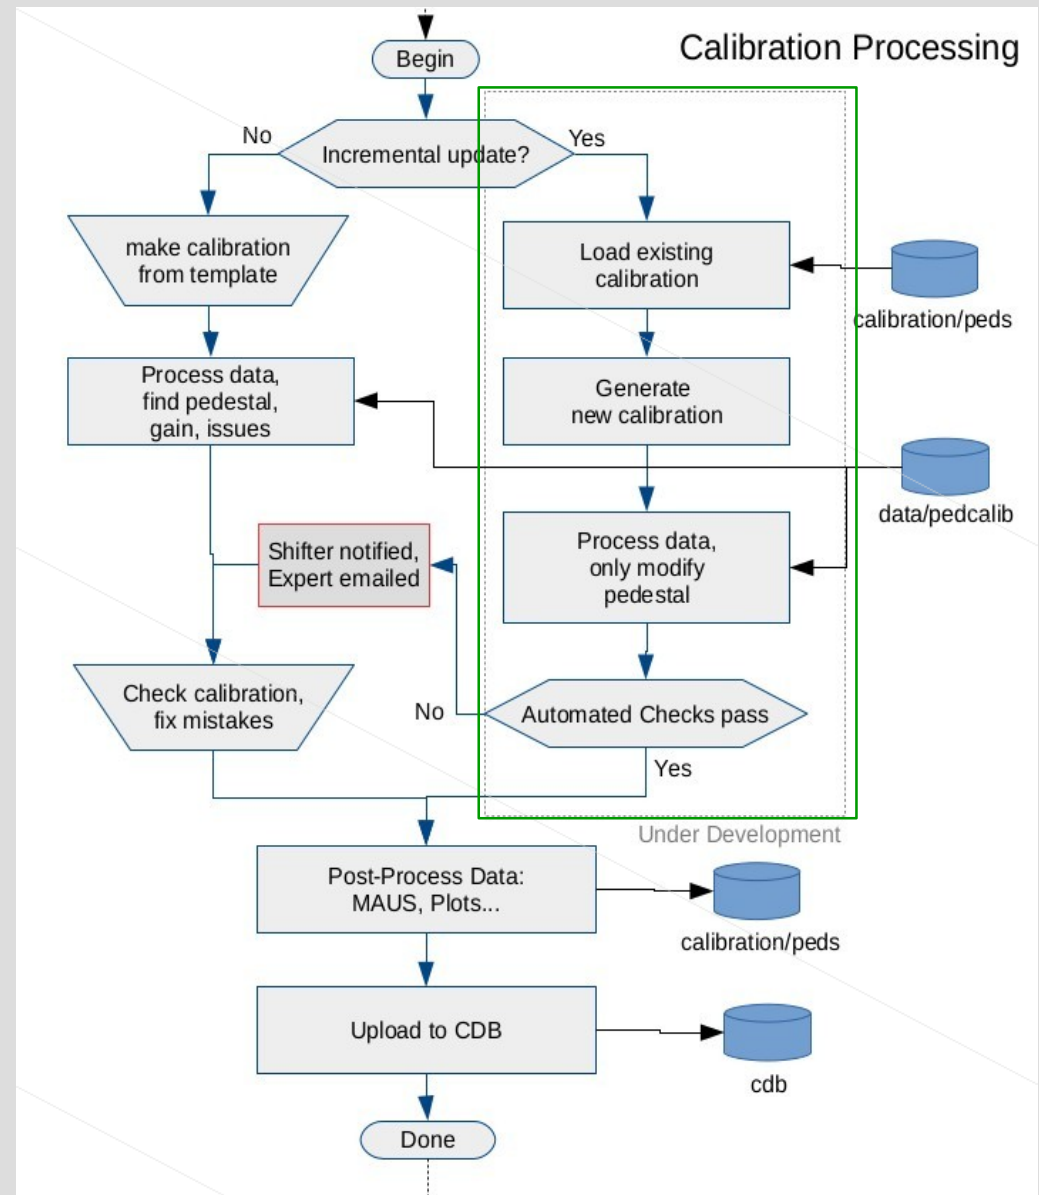 Calibration Processing
Begin
No
Yes
Incremental update?
make calibration
from template
Load existing
calibration
calibration/peds
Process data,
find pedestal,
gain, issues
Generate
new calibration
data/pedcalib
Shifter notified,
Expert emailed
Process data,
only modify
pedestal
Check calibration,
fix mistakes
No
Automated Checks pass
Yes
Under Development
Post-Process Data:
MAUS, Plots...
calibration/peds
Upload to CDB
cdb
Done